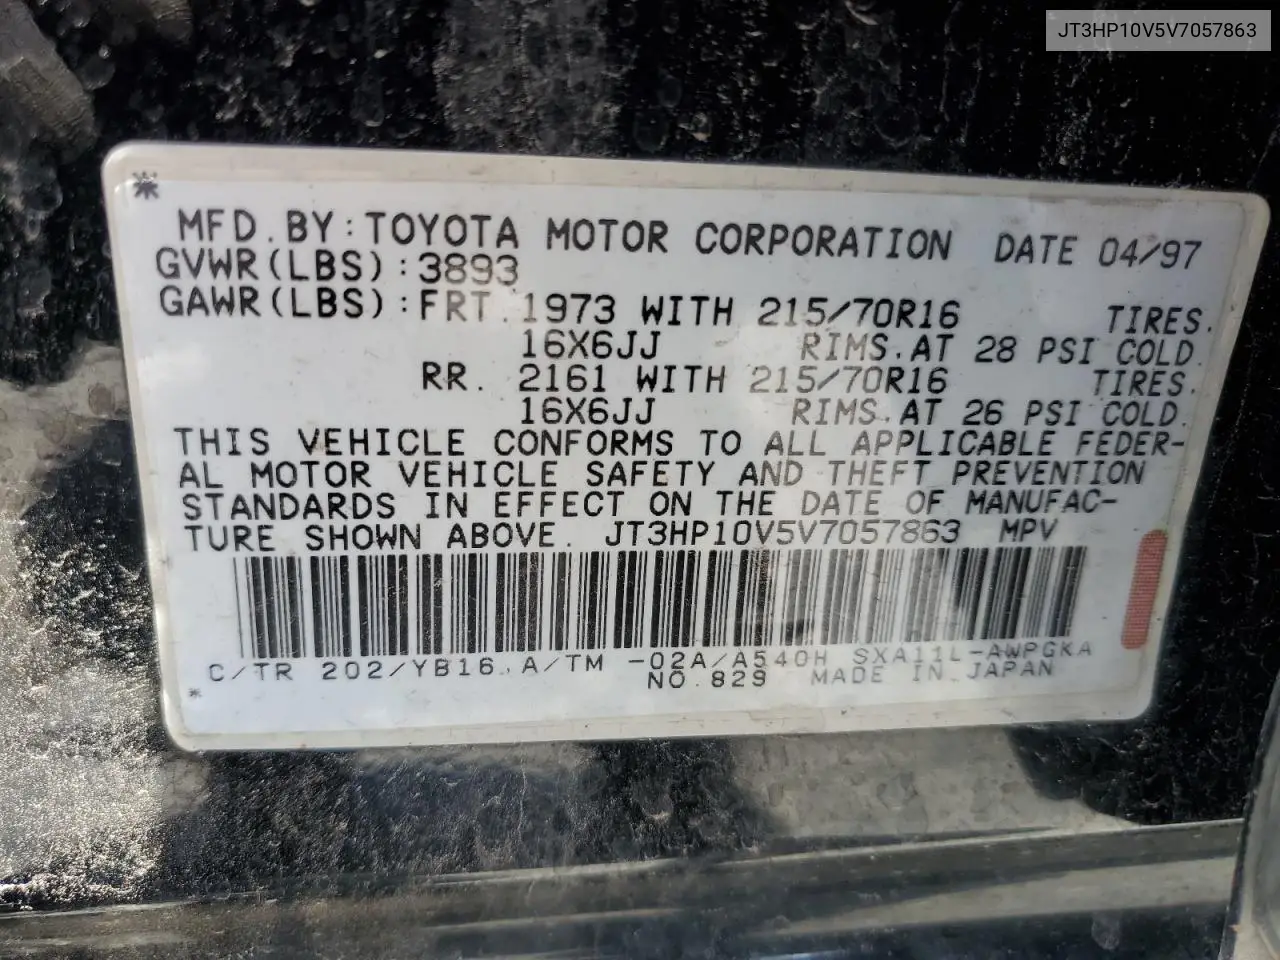 JT3HP10V5V7057863
MFD. BY: TOYOTA MOTOR CORPORATION DATE 04/97
GVWR(LBS): 3893
GAWR(LBS): FRT. 1973 WITH 215/70R16 TIRES.
16X6JJ RIMS. AT 28 PSI COLD.
RR. 2161 WITH 215/70R16 TIRES.
16X6JJ RIMS. AT 26 PSI COLD.
THIS VEHICLE CONFORMS TO ALL APPLICABLE FEDER-
AL MOTOR VEHICLE SAFETY AND THEFT PREVENTION
STANDARDS IN EFFECT ON THE DATE OF MANUFAC-
TURE SHOWN ABOVE. JT3HP10V5V7057863 MPV
C/TR 202/YB16. A/TM -02A/A540H SXA11L-AWPGKA
NO.829 MADE IN JAPAN